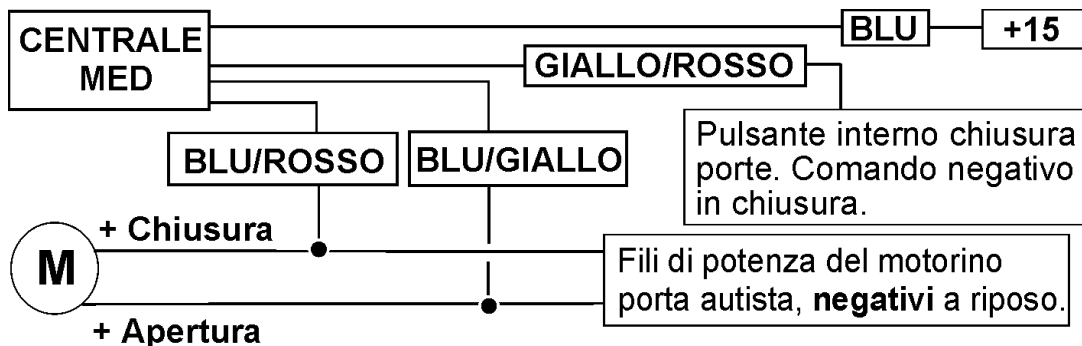 CENTRALE
MED
BLU
+15
GIALLO/ROSSO
BLU/ROSSO
BLU/GIALLO
Pulsante interno chiusura
porte. Comando negativo
in chiusura.
+ Chiusura
M
Fili di potenza del motorino
porta autista, negativi a riposo.
+ Apertura